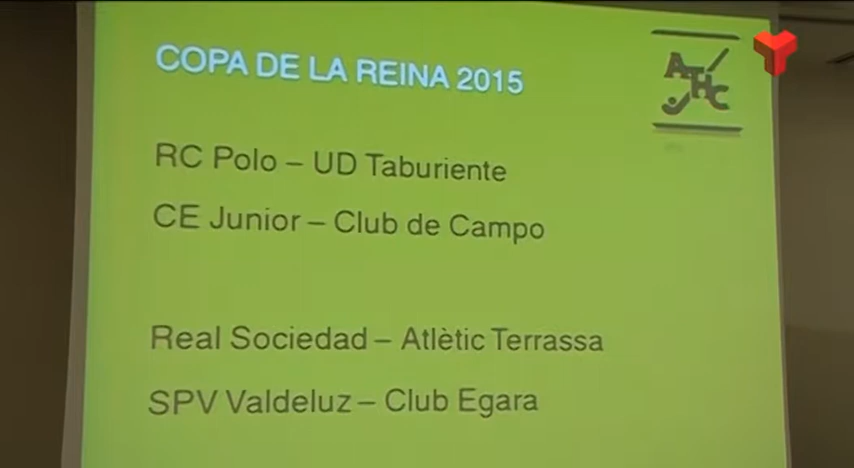 COPA DE LA REINA 2015
ATHC
RC Polo – UD Taburiente
CE Junior – Club de Campo
Real Sociedad – Atlètic Terrassa
SPV Valdeluz – Club Egara